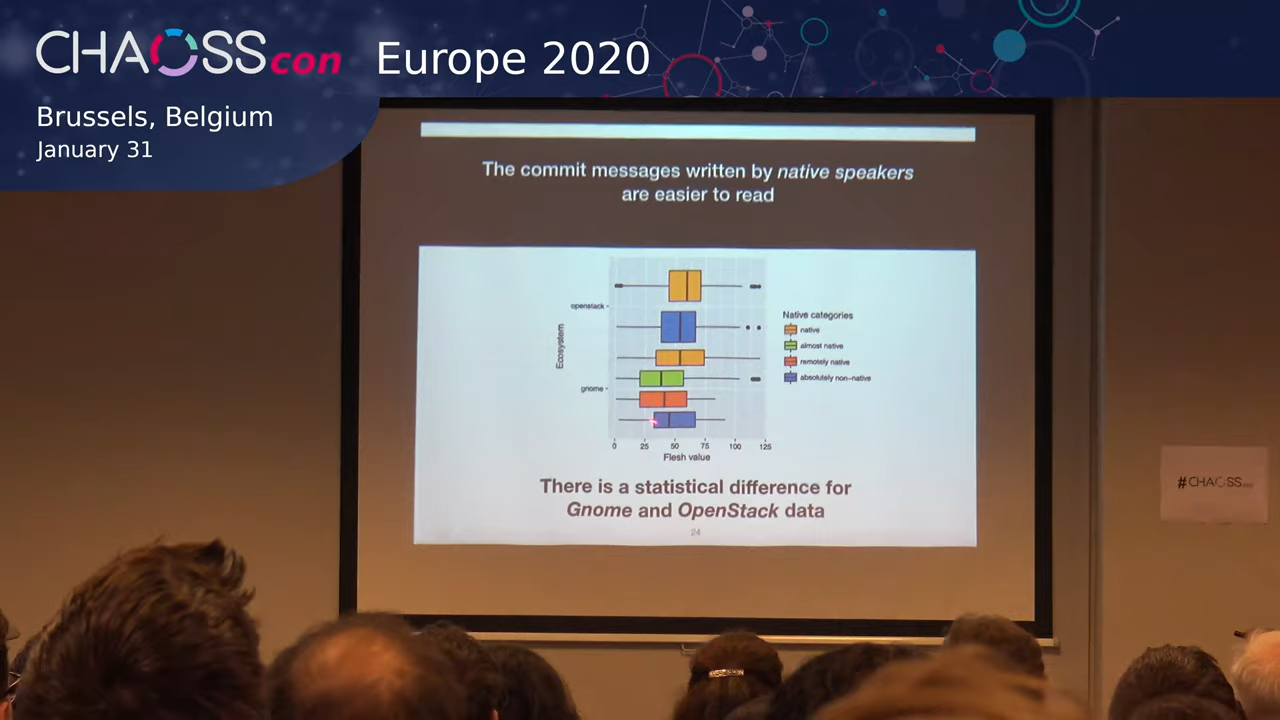 CHAOSScon Europe 2020
Brussels, Belgium
January 31
The commit messages written by native speakers
are easier to read
openstack
gnome
Ecosystem
0 25 50 75 100 125
Flesh value
Native categories
native
almost native
remotely native
absolutely non-native
There is a statistical difference for
Gnome and OpenStack data
24
#CHAOSScon